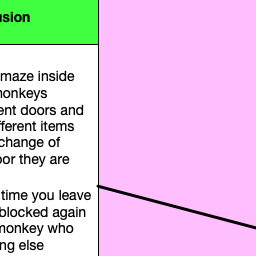 usion
maze inside
monkeys
ent doors and
fferent items
change of
oor they are
time you leave
blocked again
monkey who
ng else